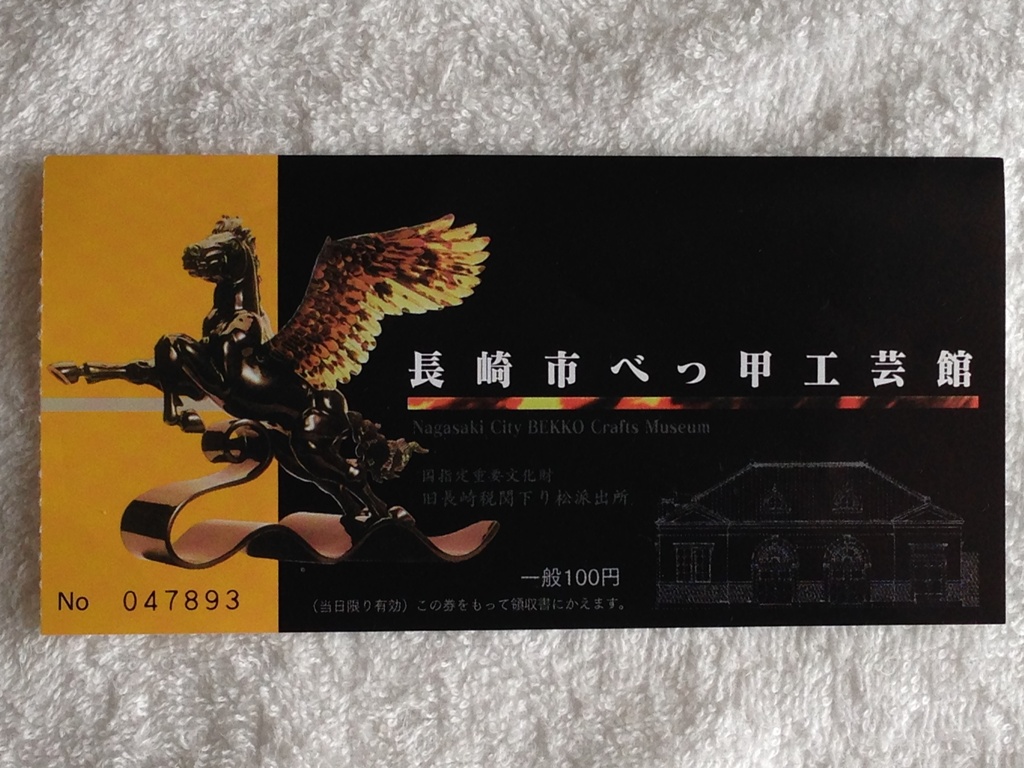 長崎市べっ甲工芸館
Nagasaki City BEKKO Crafts Museum
国指定重要文化財
旧長崎税関下り松派出所
一般100円
(当日限り有効) この券をもって領収書にかえます。
No 047893